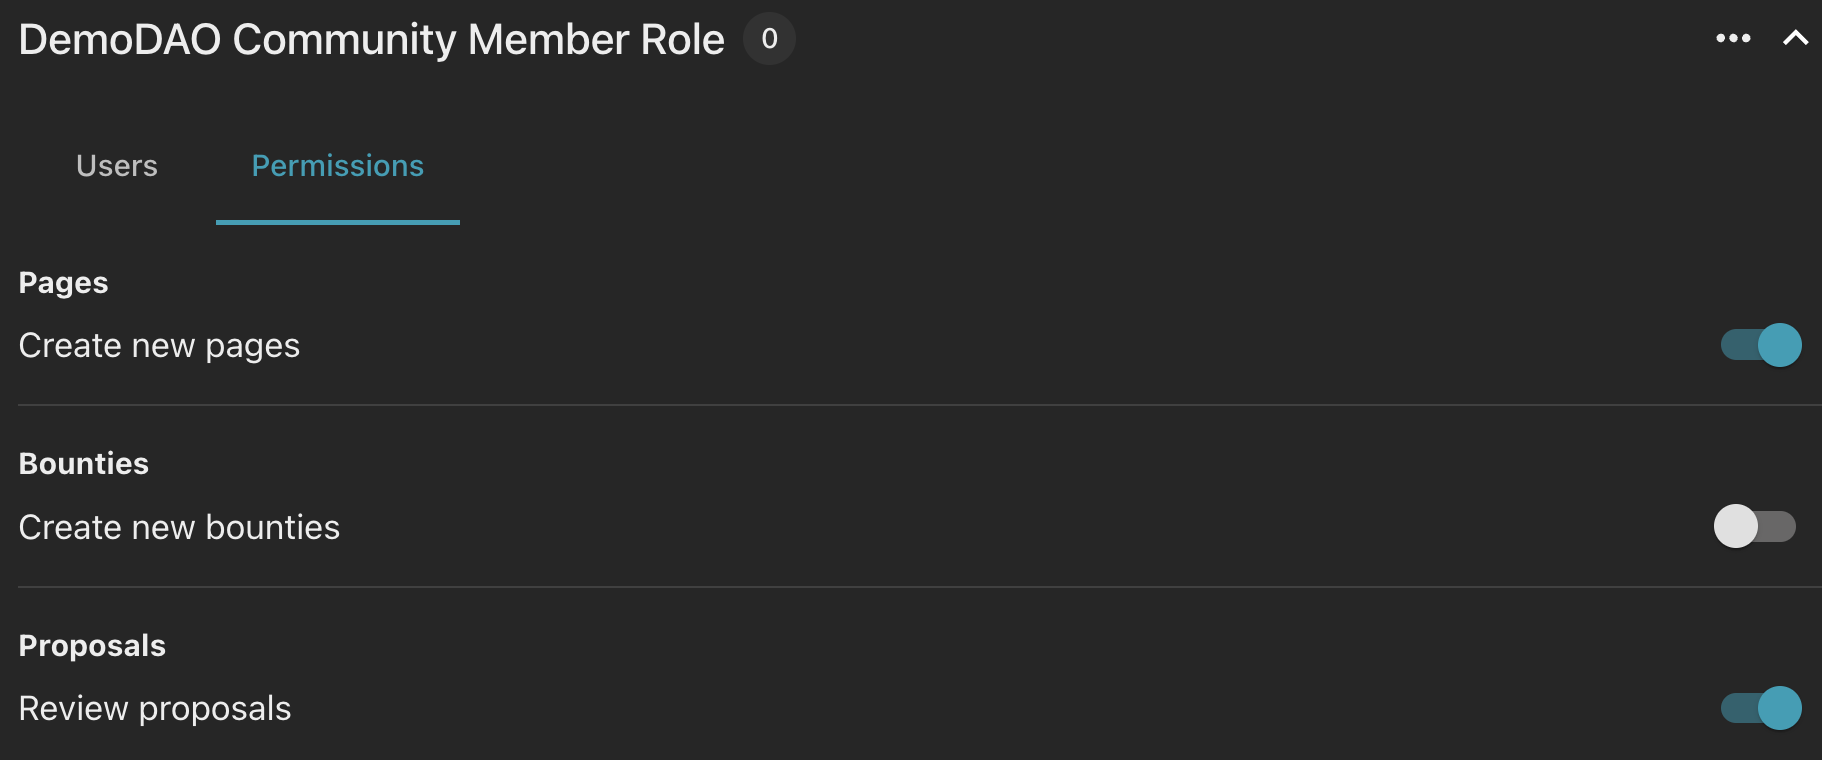 DemoDAO Community Member Role 0
Users Permissions
Pages
Create new pages
Bounties
Create new bounties
Proposals
Review proposals